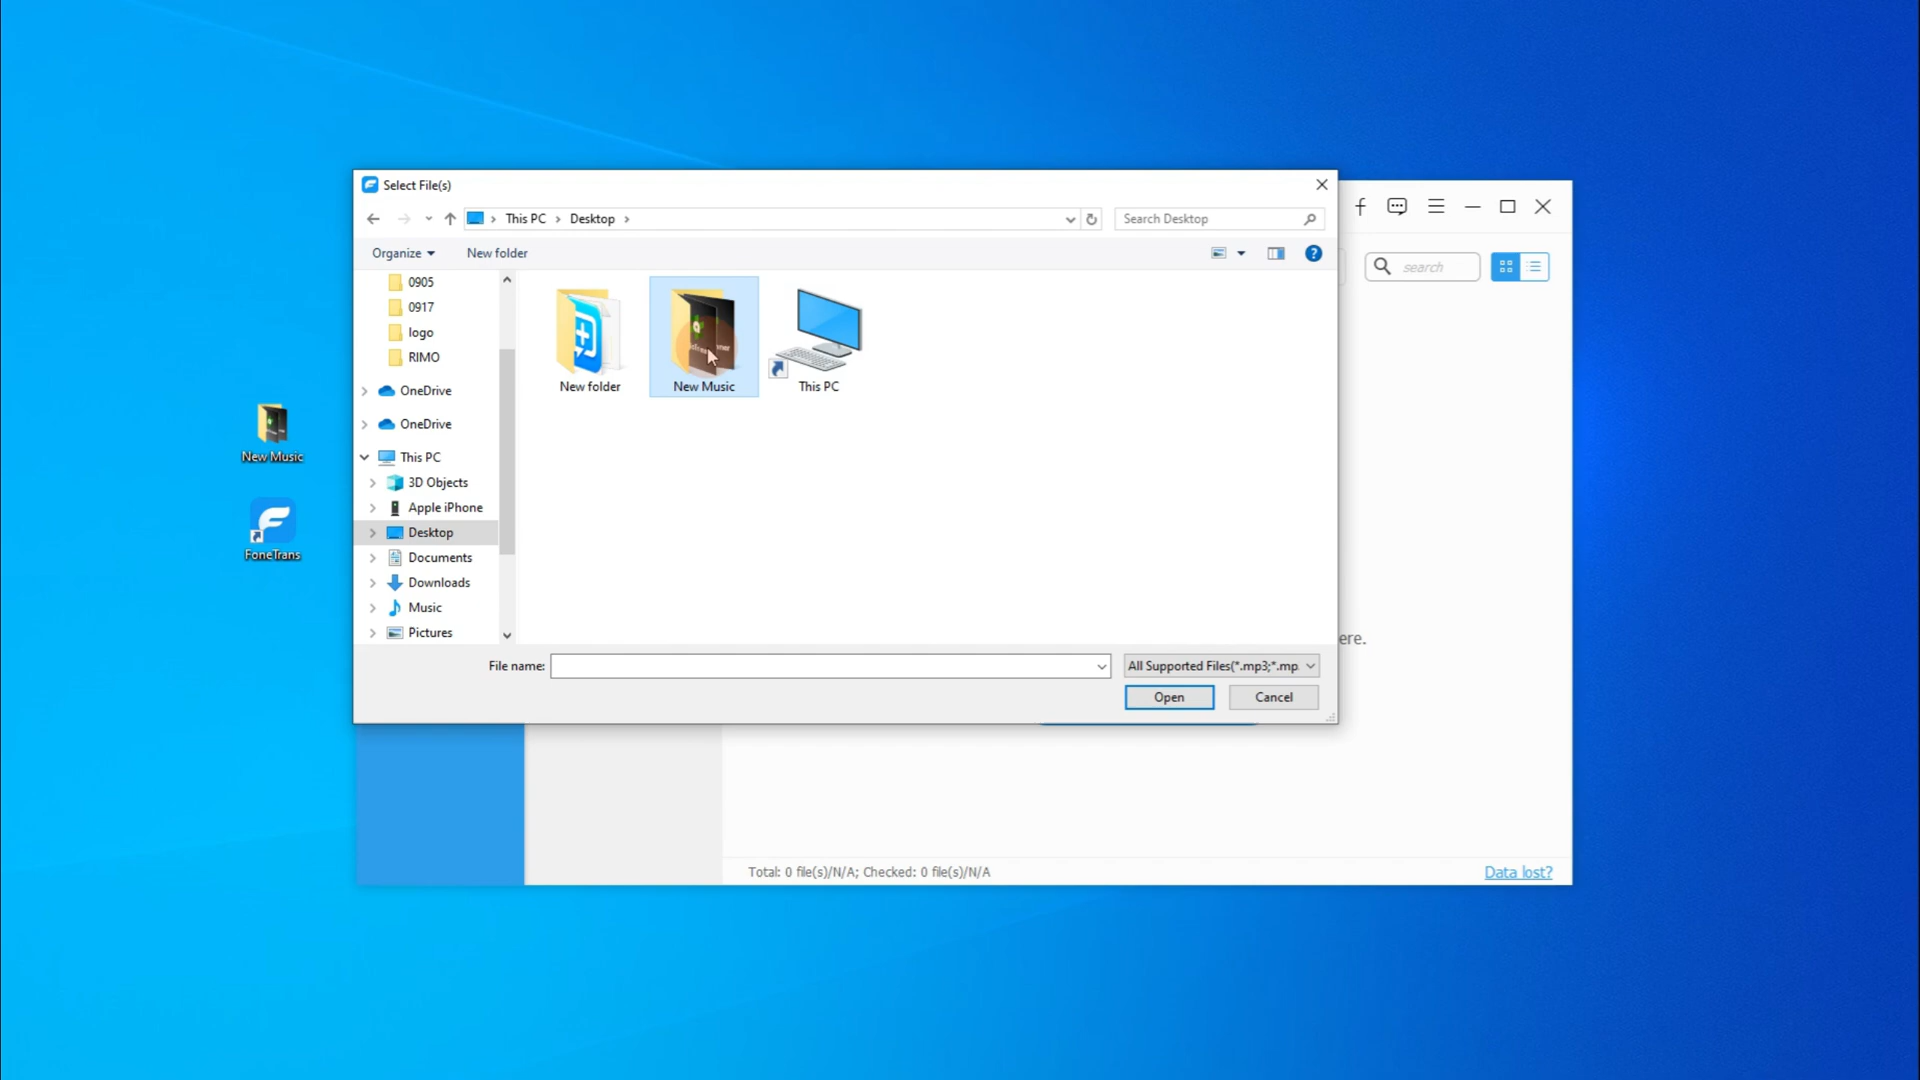 Select File(s)
This PC
Desktop
Search Desktop
Organize
New folder
0905
0917
logo
RIMO
OneDrive
OneDrive
This PC
3D Objects
Apple iPhone
Desktop
Documents
Downloads
Music
Pictures
New folder
New Music
This PC
File name:
All Supported Files(*.mp3;*.mp
Open
Cancel
New Music
FoneTrans
search
ere.
Total: 0 file(s)/N/A; Checked: 0 file(s)/N/A
Data lost?